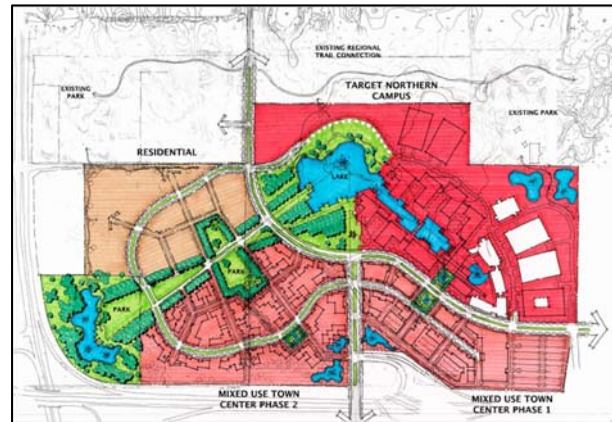 EXISTING REGIONAL
TRAIL CONNECTION
EXISTING
PARK
TARGET NORTHERN
CAMPUS
EXISTING PARK
RESIDENTIAL
LAKE
PARK
PARK
MIXED USE TOWN
CENTER PHASE 2
MIXED USE TOWN
CENTER PHASE 1